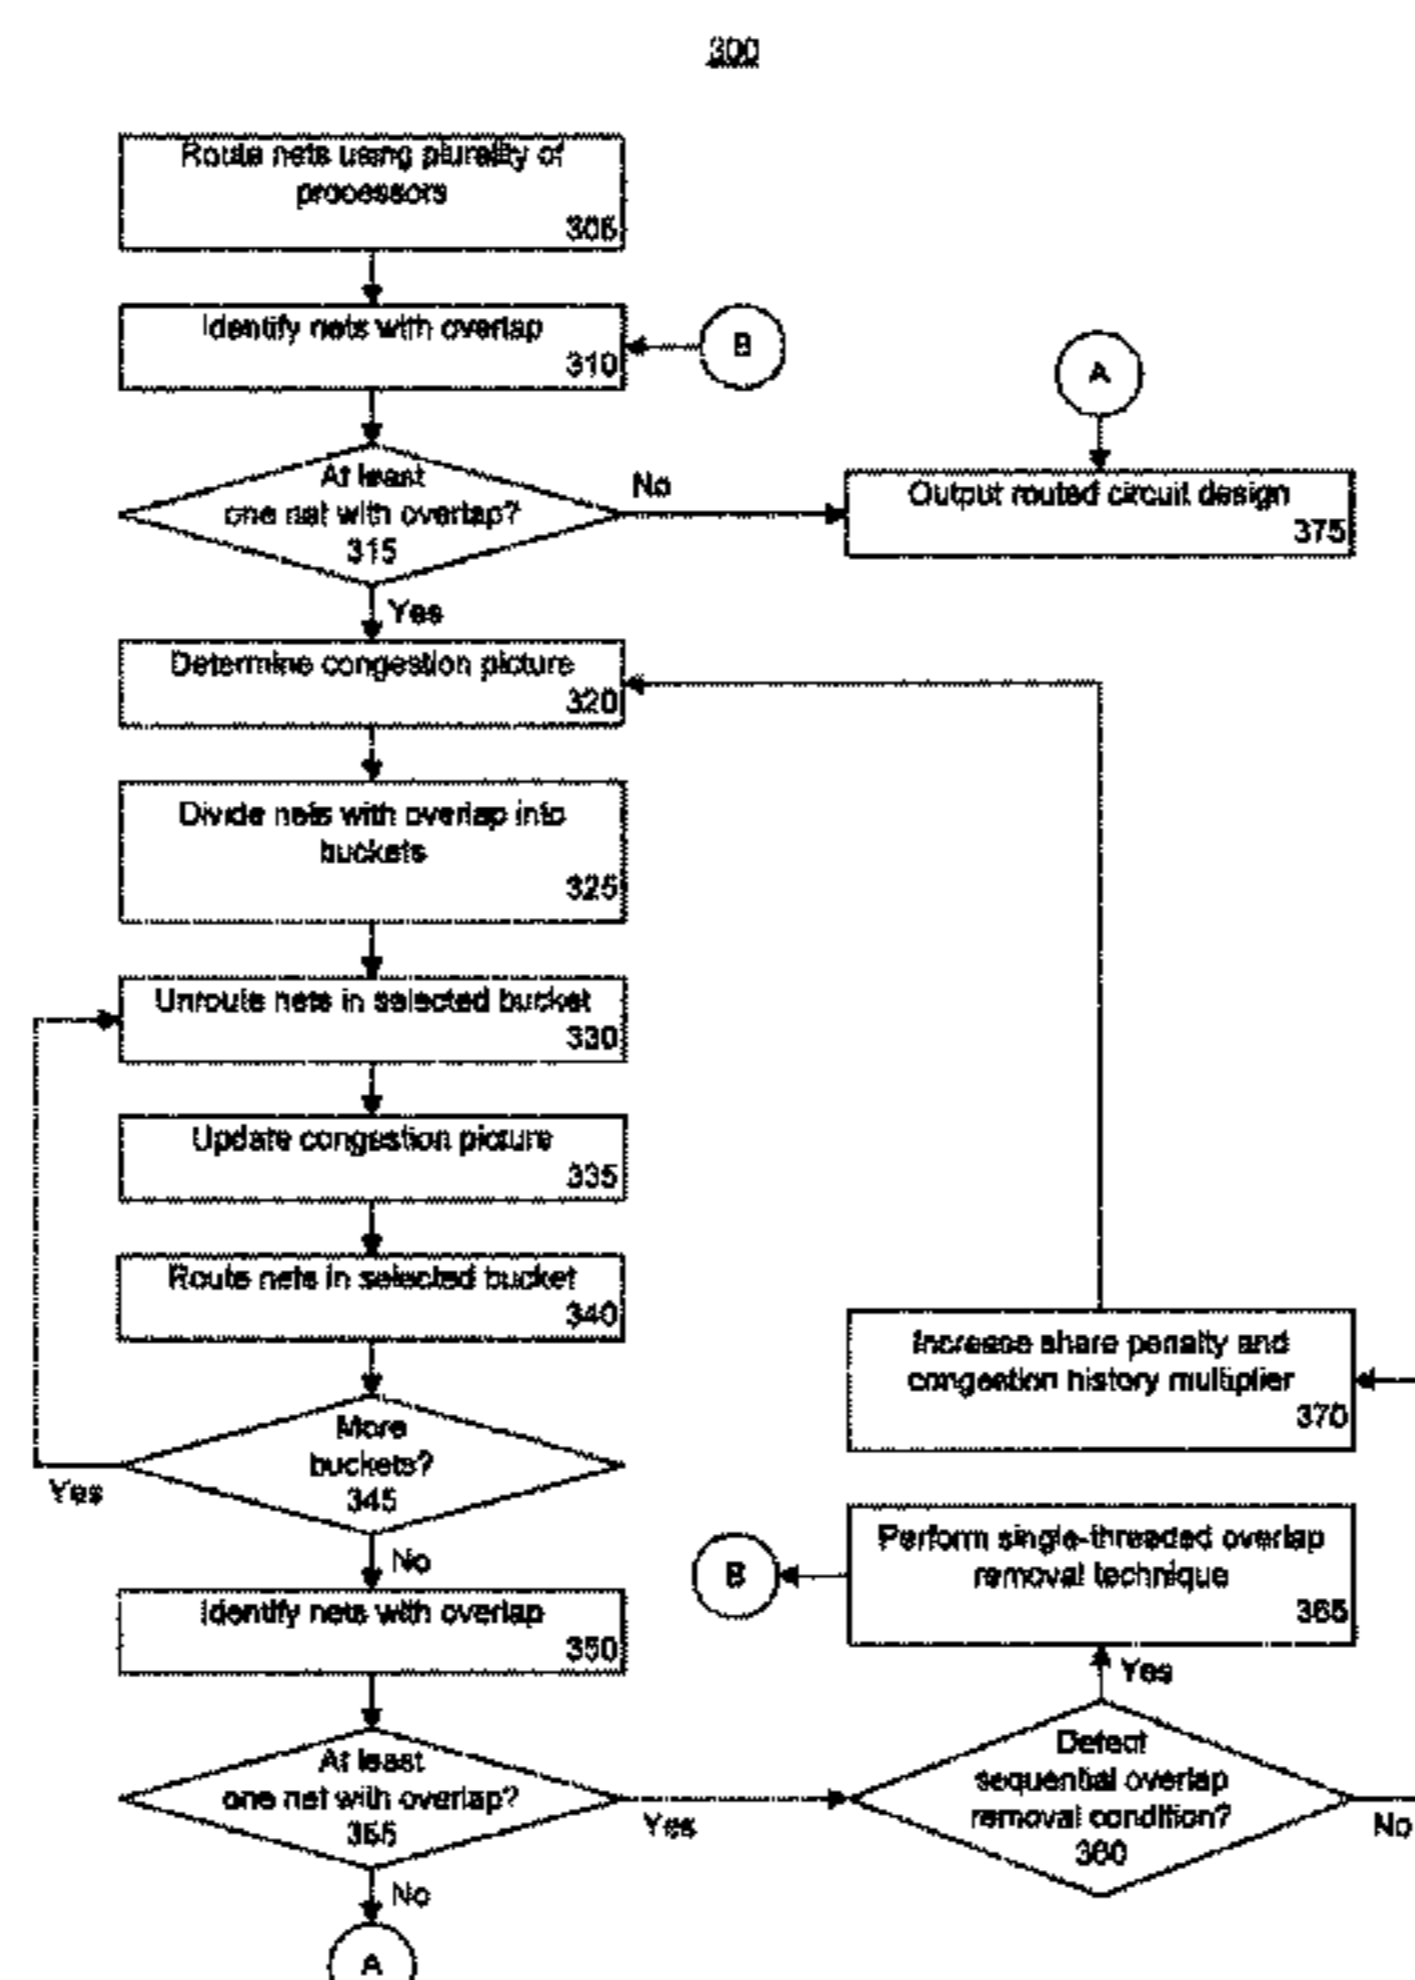 300
Route nets using plurality of
processors
305
Identify nets with overlap
310
B
A
At least
one net with overlap?
315
No
Output routed circuit design
375
Yes
Determine congestion picture
320
Divide nets with overlap into
buckets
325
Unroute nets in selected bucket
330
Update congestion picture
335
Route nets in selected bucket
340
Increase share penalty and
congestion history multiplier
370
More
buckets?
345
Yes
No
Perform single-threaded overlap
removal technique
365
B
Identify nets with overlap
350
Yes
At least
one net with overlap?
355
Yes
Detect
sequential overlap
removal condition?
360
No
No
A